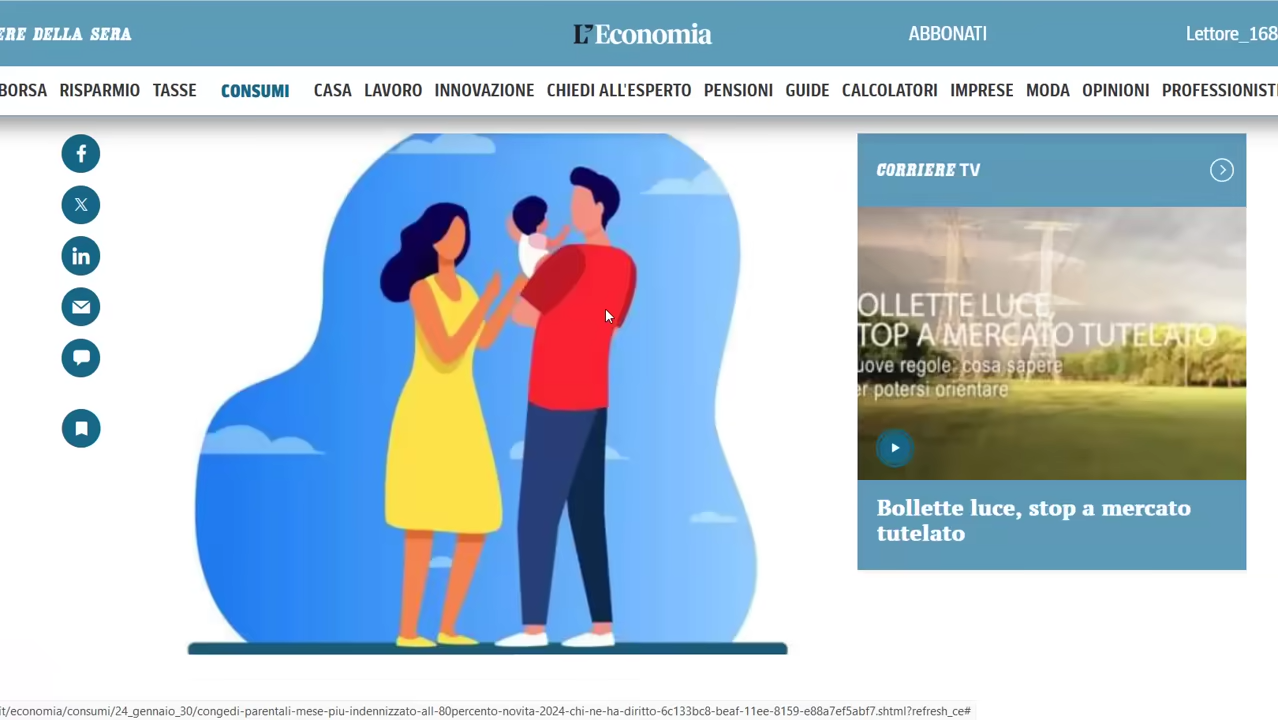 ERE DELLA SERA
L'Economia
ABBONATI
Lettore_168
BORSA RISPARMIO TASSE CONSUMI CASA LAVORO INNOVAZIONE CHIEDI ALL'ESPERTO PENSIONI GUIDE CALCOLATORI IMPRESE MODA OPINIONI PROFESSIONISTI
CORRIERE TV
OLLETTE LUCE,
TOP A MERCATO TUTELATO
uove regole: cosa sapere
er potersi orientare
Bollette luce, stop a mercato
tutelato
it/economia/consumi/24_gennaio_30/congedi-parentali-mese-piu-indennizzato-all-80percento-novita-2024-chi-ne-ha-diritto-6c133bc8-beaf-11ee-8159-e88a7ef5abf7.shtml?refresh_ce#